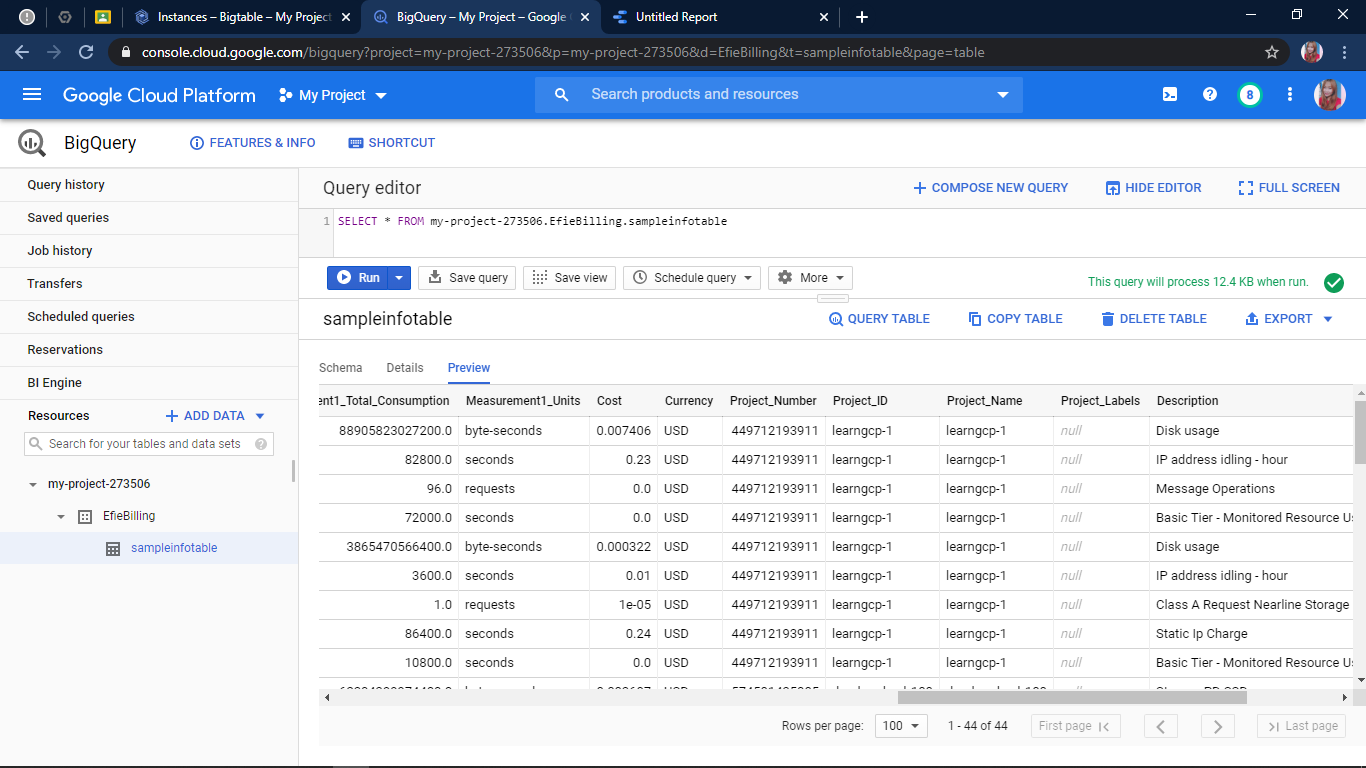 Instances – Bigtable – My Project
BigQuery – My Project – Google C
Untitled Report
console.cloud.google.com/bigquery?project=my-project-273506&p=my-project-273506&d=EfieBilling&t=sampleinfotable&page=table
Google Cloud Platform
My Project
Search products and resources
8
BigQuery
FEATURES & INFO
SHORTCUT
Query history
Saved queries
Job history
Transfers
Scheduled queries
Reservations
BI Engine
Resources
ADD DATA
Search for your tables and data sets
my-project-273506
EfieBilling
sampleinfotable
Query editor
COMPOSE NEW QUERY
HIDE EDITOR
FULL SCREEN
1 SELECT * FROM my-project-273506.EfieBilling.sampleinfotable
Run
Save query
Save view
Schedule query
More
This query will process 12.4 KB when run.
sampleinfotable
QUERY TABLE
COPY TABLE
DELETE TABLE
EXPORT
Schema
Details
Preview
ent1_Total_Consumption Measurement1_Units Cost Currency Project_Number Project_ID Project_Name Project_Labels Description
88905823027200.0 byte-seconds 0.007406 USD 449712193911 learngcp-1 learngcp-1 null Disk usage
82800.0 seconds 0.23 USD 449712193911 learngcp-1 learngcp-1 null IP address idling - hour
96.0 requests 0.0 USD 449712193911 learngcp-1 learngcp-1 null Message Operations
72000.0 seconds 0.0 USD 449712193911 learngcp-1 learngcp-1 null Basic Tier - Monitored Resource Us
3865470566400.0 byte-seconds 0.000322 USD 449712193911 learngcp-1 learngcp-1 null Disk usage
3600.0 seconds 0.01 USD 449712193911 learngcp-1 learngcp-1 null IP address idling - hour
1.0 requests 1e-05 USD 449712193911 learngcp-1 learngcp-1 null Class A Request Nearline Storage
86400.0 seconds 0.24 USD 449712193911 learngcp-1 learngcp-1 null Static Ip Charge
10800.0 seconds 0.0 USD 449712193911 learngcp-1 learngcp-1 null Basic Tier - Monitored Resource Us
Rows per page:
100
1 - 44 of 44
First page
Last page